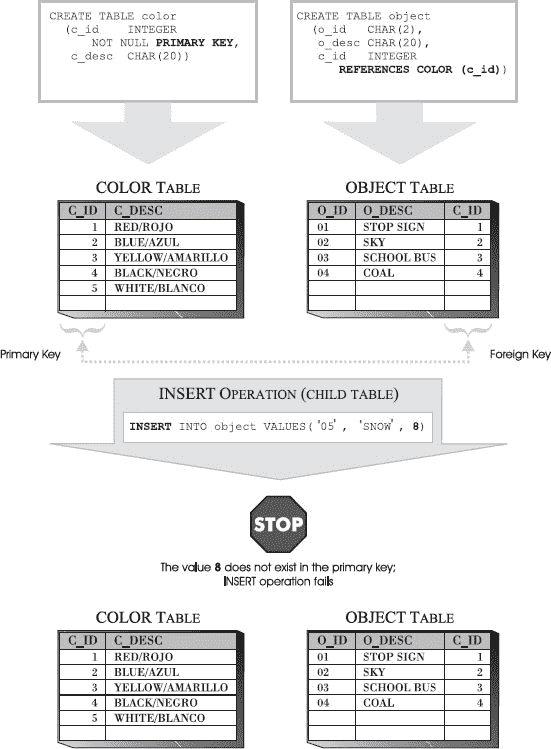 CREATE TABLE color
(c_id INTEGER
NOT NULL PRIMARY KEY,
c_desc CHAR(20))
CREATE TABLE object
(o_id CHAR(2),
o_desc CHAR(20),
c_id INTEGER
REFERENCES COLOR (c_id))
COLOR TABLE
C_ID C_DESC
1 RED/ROJO
2 BLUE/AZUL
3 YELLOW/AMARILLO
4 BLACK/NEGRO
5 WHITE/BLANCO
OBJECT TABLE
O_ID O_DESC C_ID
01 STOP SIGN 1
02 SKY 2
03 SCHOOL BUS 3
04 COAL 4
Primary Key
Foreign Key
INSERT OPERATION (CHILD TABLE)
INSERT INTO object VALUES('05', 'SNOW', 8)
STOP
The value 8 does not exist in the primary key;
INSERT operation fails
COLOR TABLE
C_ID C_DESC
1 RED/ROJO
2 BLUE/AZUL
3 YELLOW/AMARILLO
4 BLACK/NEGRO
5 WHITE/BLANCO
OBJECT TABLE
O_ID O_DESC C_ID
01 STOP SIGN 1
02 SKY 2
03 SCHOOL BUS 3
04 COAL 4